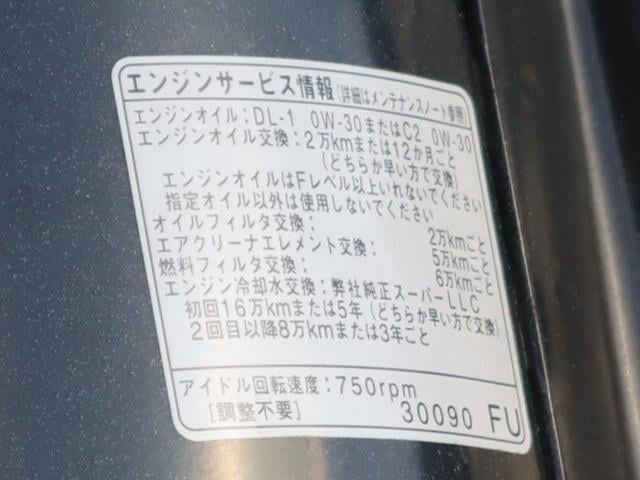 エンジンサービス情報(詳細はメンテナンスノート参照)
エンジンオイル:DL-1 0W-30またはC2 0W-30
エンジンオイル交換:2万kmまたは12か月ごと
(どちらか早い方で交換)
エンジンオイルはFレベル以上いれないでください
指定オイル以外は使用しないでください
オイルフィルタ交換: 2万kmごと
エアクリーナエレメント交換: 5万kmごと
燃料フィルタ交換: 6万kmごと
エンジン冷却水交換:弊社純正スーパーLLC
初回16万kmまたは5年(どちらか早い方で交換)
2回目以降8万kmまたは3年ごと
アイドル回転速度:750rpm
[調整不要] 30090 FU